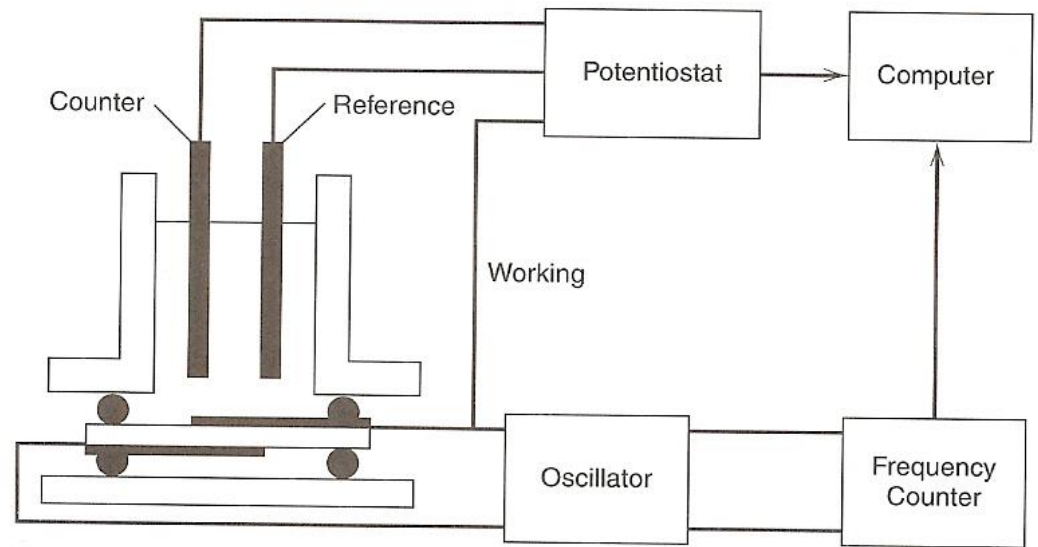 Potentiostat
Computer
Counter
Reference
Working
Oscillator
Frequency
Counter